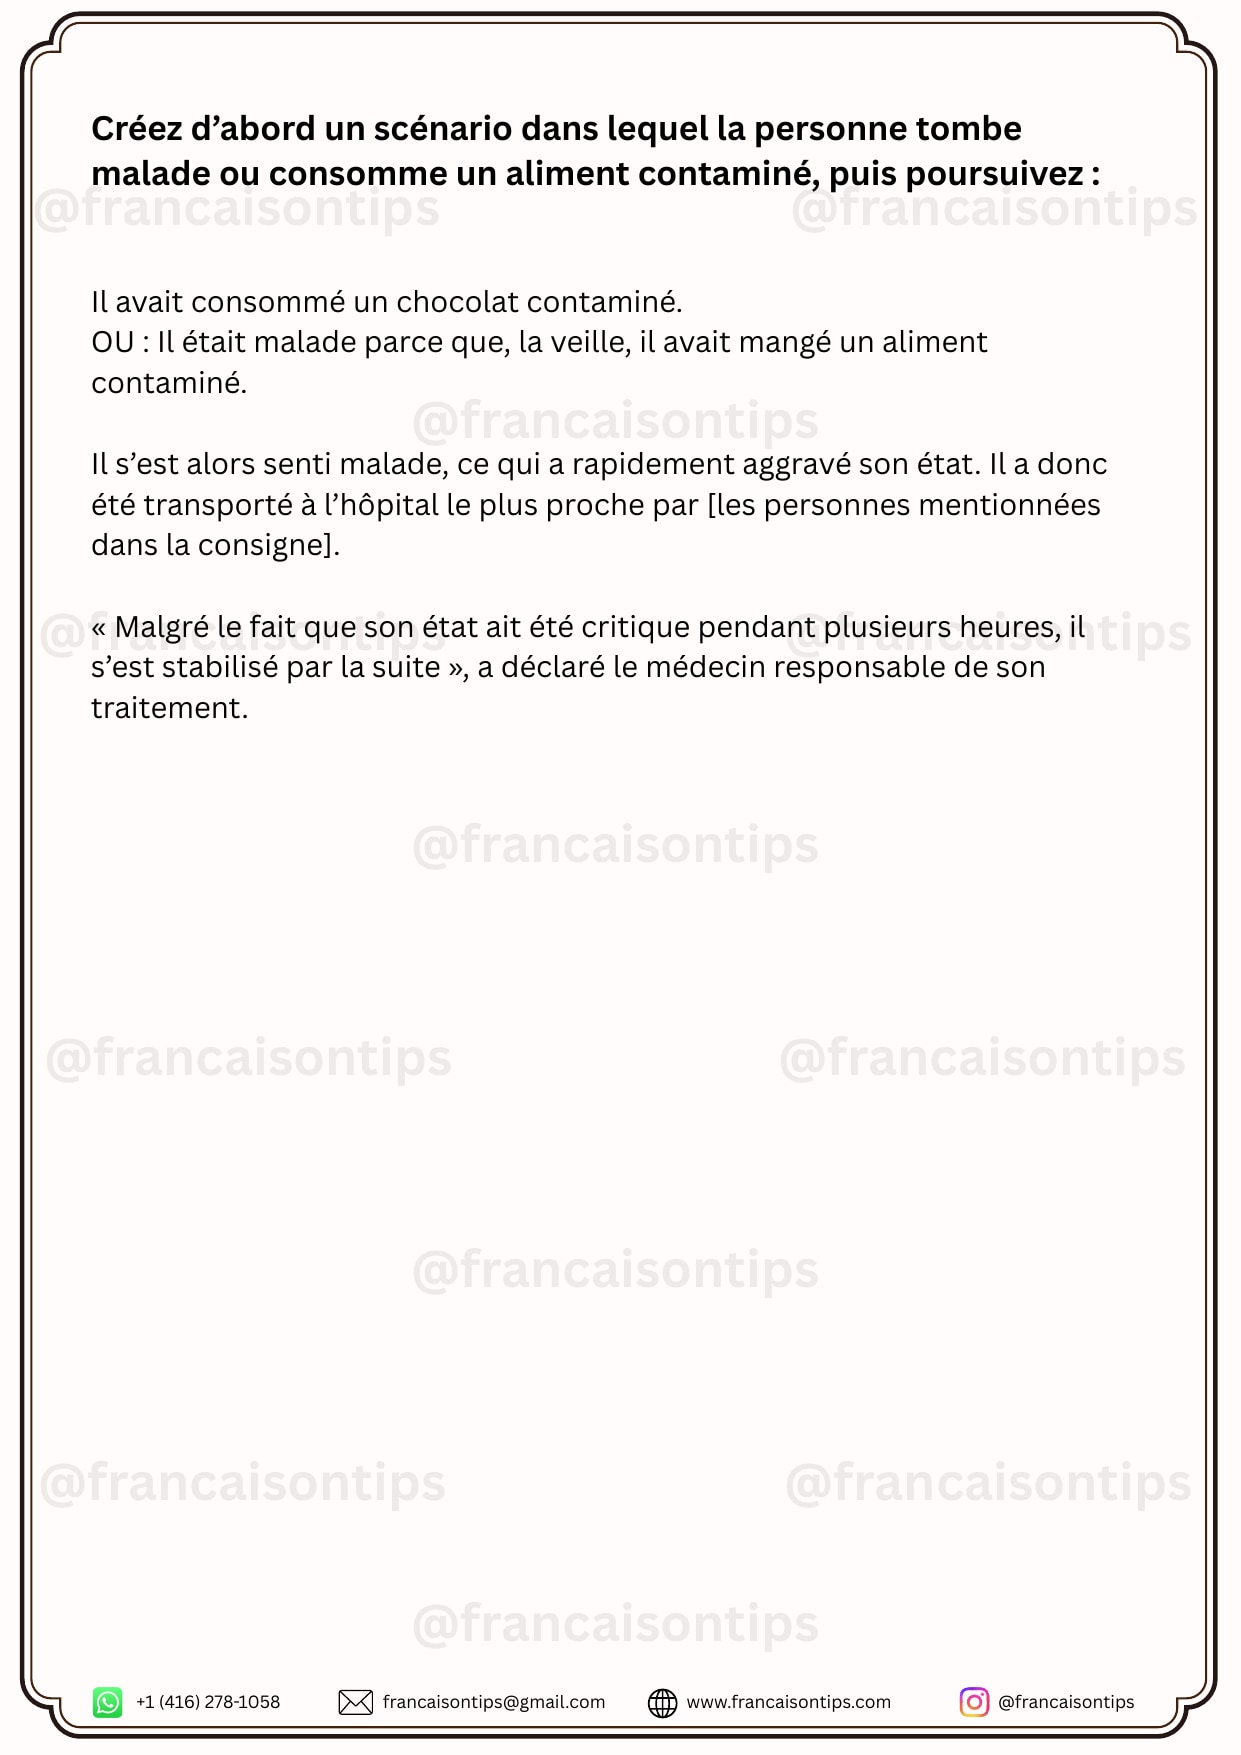 Créez d’abord un scénario dans lequel la personne tombe
malade ou consomme un aliment contaminé, puis poursuivez :
@francaisontips @francaisontips
Il avait consommé un chocolat contaminé.
OU : Il était malade parce que, la veille, il avait mangé un aliment
contaminé.
@francaisontips
Il s’est alors senti malade, ce qui a rapidement aggravé son état. Il a donc
été transporté à l’hôpital le plus proche par [les personnes mentionnées
dans la consigne].
« Malgré le fait que son état ait été critique pendant plusieurs heures, il
@francaisontips @francaisontips
s’est stabilisé par la suite », a déclaré le médecin responsable de son
traitement.
@francaisontips
@francaisontips @francaisontips
@francaisontips
@francaisontips @francaisontips
@francaisontips
+1 (416) 278-1058 francaisontips@gmail.com www.francaisontips.com @francaisontips